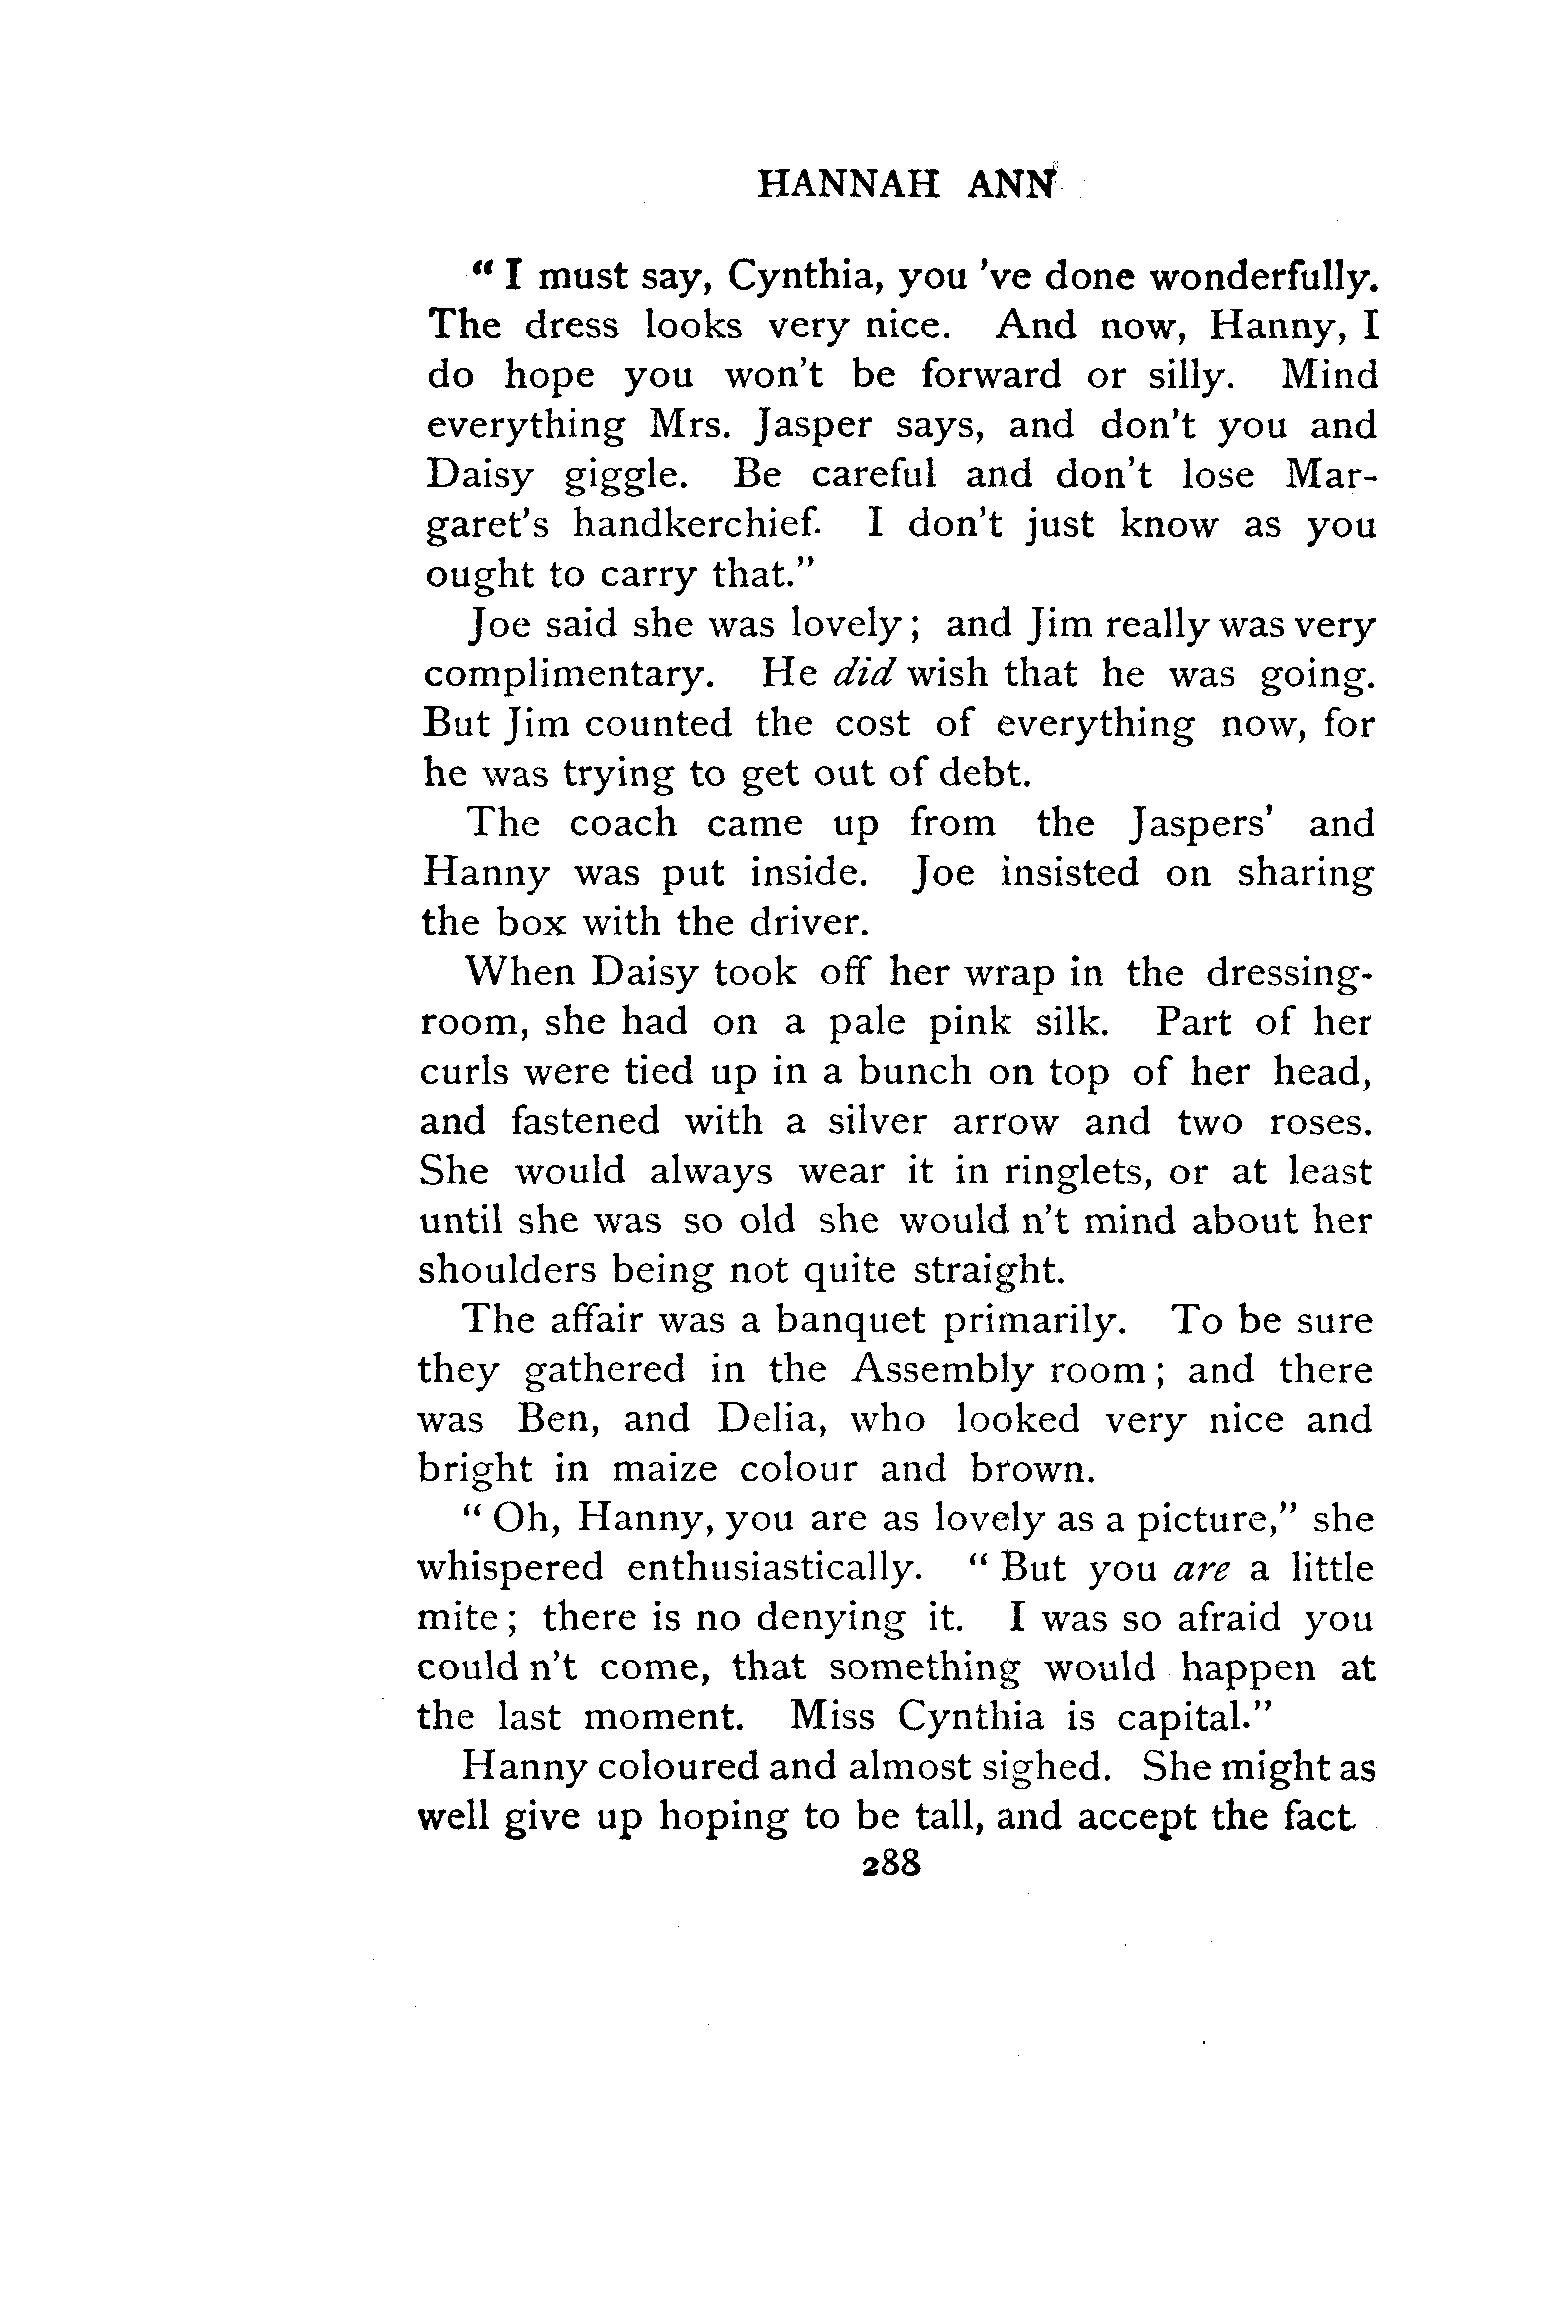 HANNAH ANN
" I must say, Cynthia, you 've done wonderfully.
The dress looks very nice. And now, Hanny, I
do hope you won't be forward or silly. Mind
everything Mrs. Jasper says, and don't you and
Daisy giggle. Be careful and don't lose Mar-
garet's handkerchief. I don't just know as you
ought to carry that."
Joe said she was lovely; and Jim really was very
complimentary. He did wish that he was going.
But Jim counted the cost of everything now, for
he was trying to get out of debt.
The coach came up from the Jaspers' and
Hanny was put inside. Joe insisted on sharing
the box with the driver.
When Daisy took off her wrap in the dressing-
room, she had on a pale pink silk. Part of her
curls were tied up in a bunch on top of her head,
and fastened with a silver arrow and two roses.
She would always wear it in ringlets, or at least
until she was so old she would n't mind about her
shoulders being not quite straight.
The affair was a banquet primarily. To be sure
they gathered in the Assembly room; and there
was Ben, and Delia, who looked very nice and
bright in maize colour and brown.
" Oh, Hanny, you are as lovely as a picture," she
whispered enthusiastically. " But you are a little
mite; there is no denying it. I was so afraid you
could n't come, that something would happen at
the last moment. Miss Cynthia is capital."
Hanny coloured and almost sighed. She might as
well give up hoping to be tall, and accept the fact
288